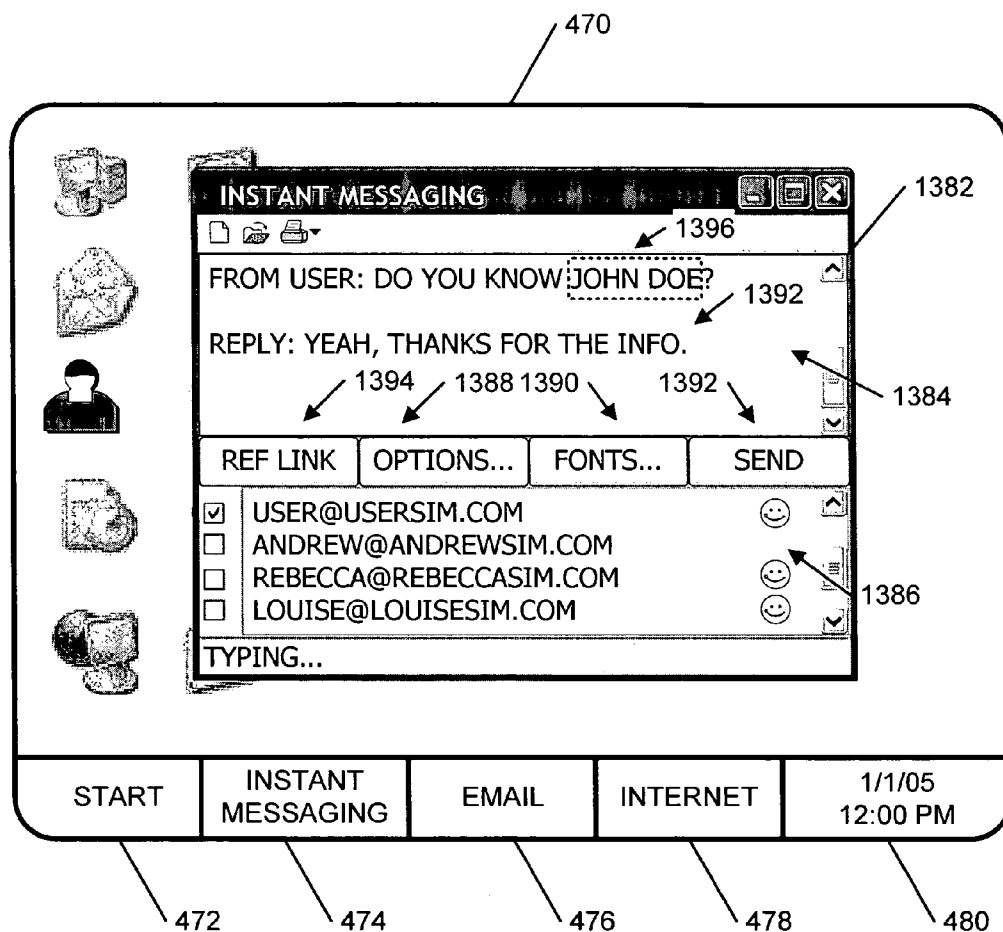 470
INSTANT MESSAGING
1382
1396
FROM USER: DO YOU KNOW JOHN DOE?
1392
REPLY: YEAH, THANKS FOR THE INFO.
1394 1388 1390 1392
1384
REF LINK OPTIONS... FONTS... SEND
USER@USERSIM.COM
ANDREW@ANDREWSIM.COM
REBECCA@REBECCASIM.COM
1386
LOUISE@LOUISESIM.COM
TYPING...
START
INSTANT
MESSAGING
EMAIL
INTERNET
1/1/05
12:00 PM
472 474 476 478 480